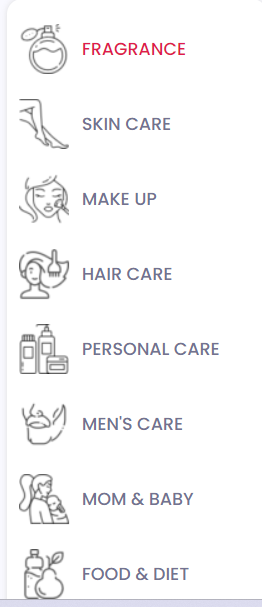 FRAGRANCE
SKIN CARE
MAKE UP
HAIR CARE
PERSONAL CARE
MEN'S CARE
MOM & BABY
FOOD & DIET